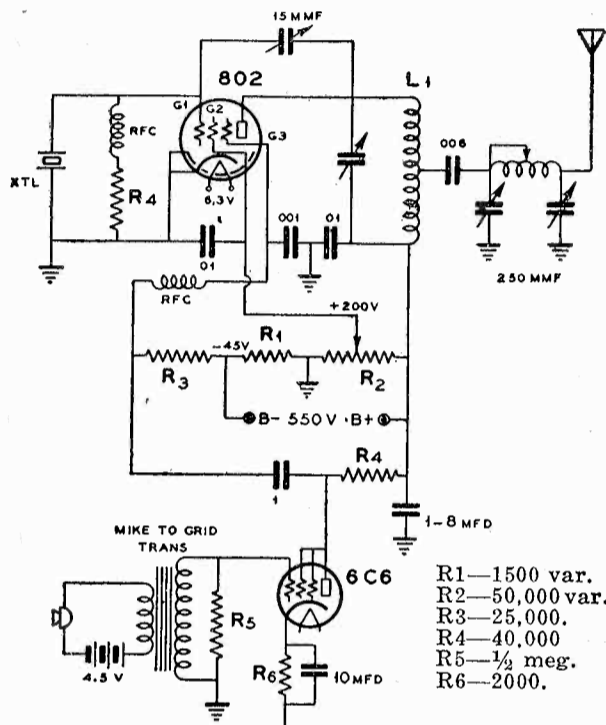 15 MMF
802
L1
G1
G2
G3
RFC
006
XTL
R4
6.3V
01
001
01
250 MMF
RFC
+200V
-45V
R1
R3
R2
B- 550 V. B+
R4
1
1-8 MFD
MIKE TO GRID
TRANS
6C6
R5
4.5 V
R6
10 MFD
R1—1500 var.
R2—50,000 var.
R3—25,000.
R4—40,000
R5—½ meg.
R6—2000.